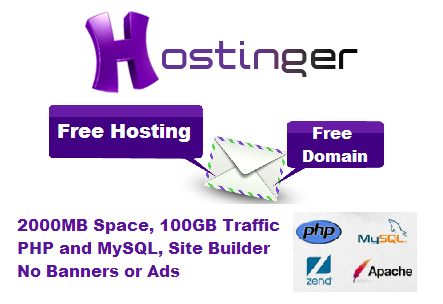 Hostinger
Free Hosting
Free
Domain
2000MB Space, 100GB Traffic
PHP and MySQL, Site Builder
No Banners or Ads
php
MySQL
zend
Apache